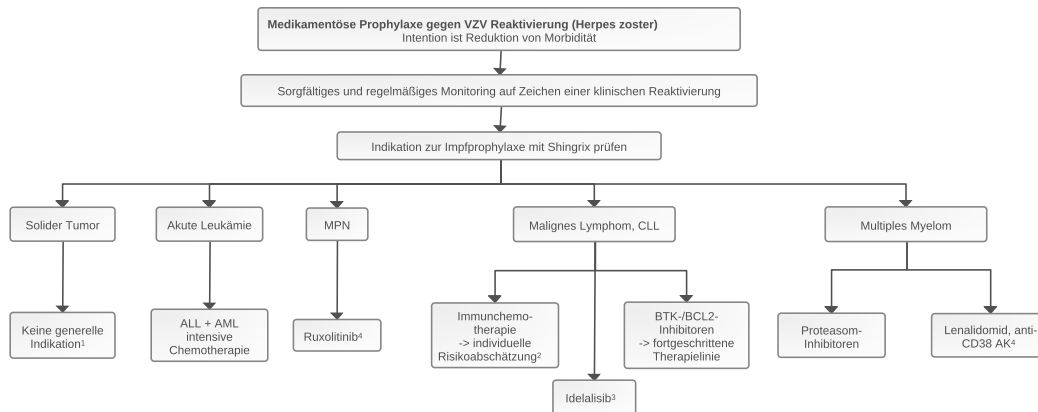 Medikamentöse Prophylaxe gegen VZV Reaktivierung (Herpes zoster)
Intention ist Reduktion von Morbidität
Sorgfältiges und regelmäßiges Monitoring auf Zeichen einer klinischen Reaktivierung
Indikation zur Impfprophylaxe mit Shingrix prüfen
Solider Tumor
Akute Leukämie
MPN
Malignes Lymphom, CLL
Multiples Myelom
Keine generelle
Indikation¹
ALL + AML
intensive
Chemotherapie
Ruxolitinib⁴
Immunchemo-
therapie
-> individuelle
Risikoabschätzung²
Idelalisib³
BTK-/BCL2-
Inhibitoren
-> fortgeschrittene
Therapielinie
Proteasom-
Inhibitoren
Lenalidomid, anti-
CD38 AK⁴